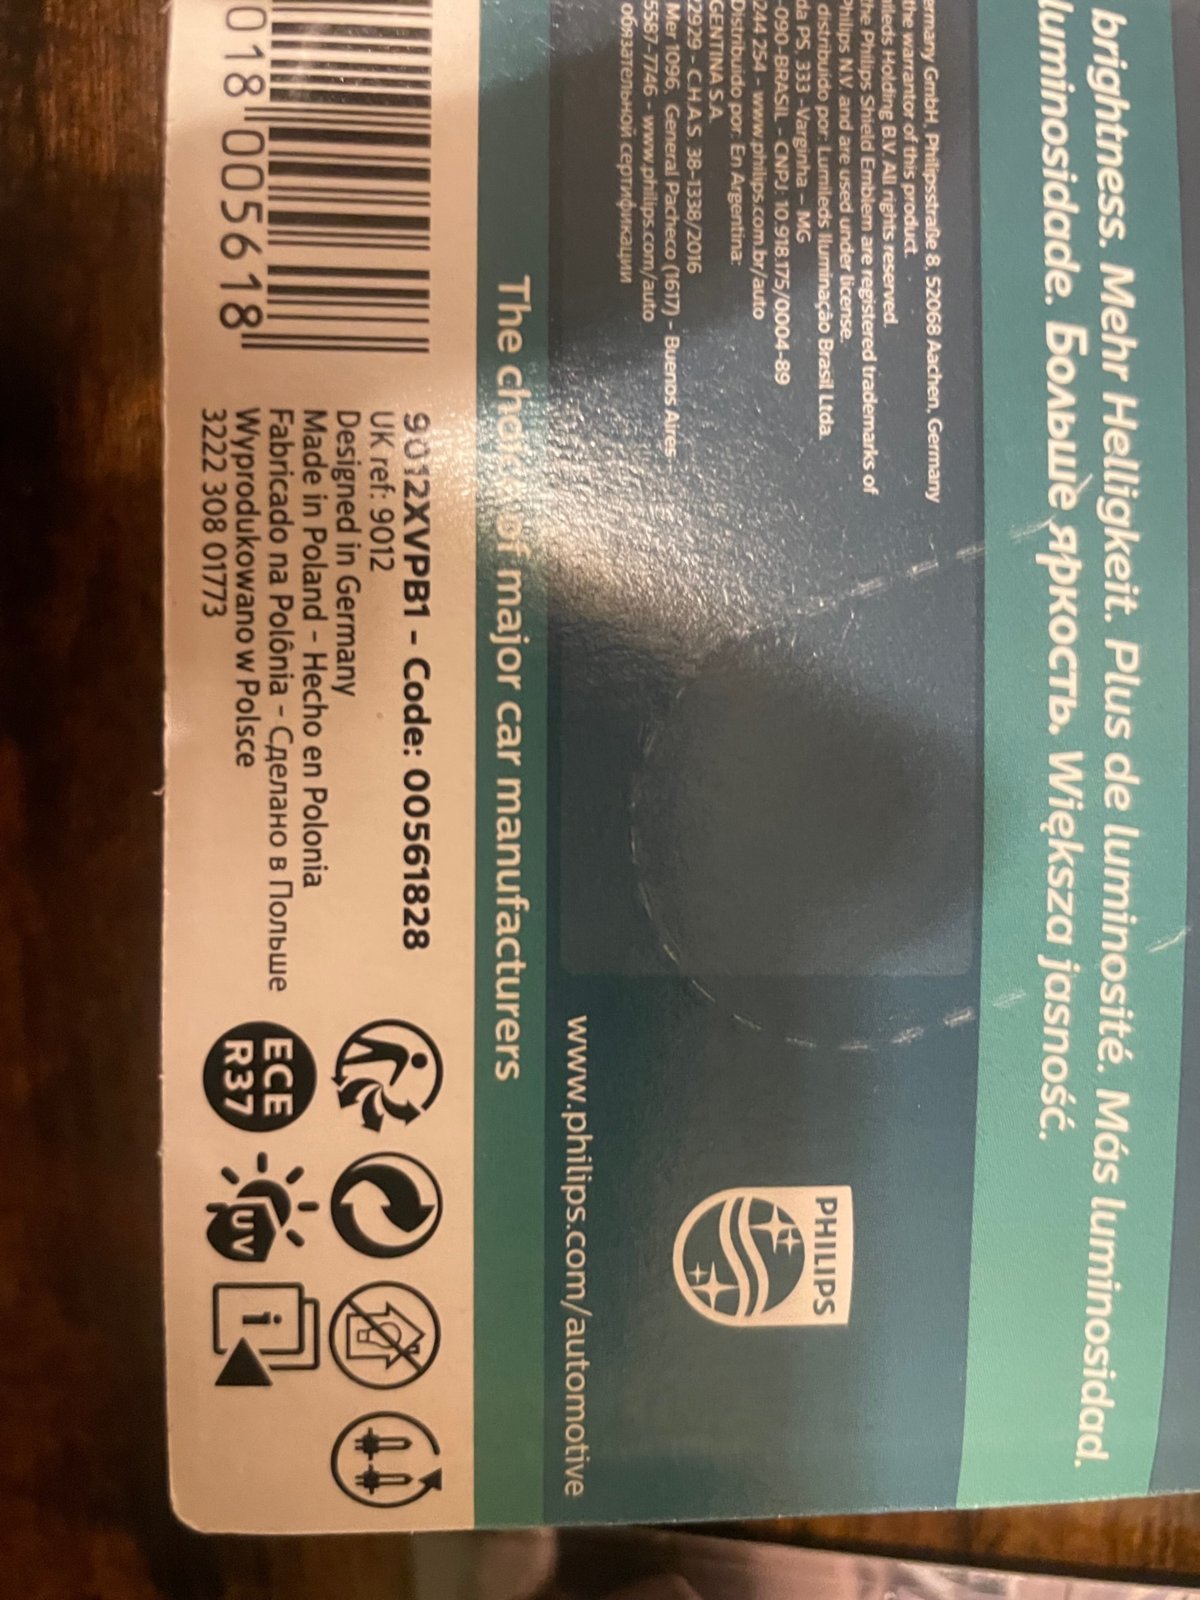 brightness. Mehr Helligkeit. Plus de luminosité. Más luminosidad.
luminosidade. Больше яркость. Większa jasność.
ermany GmbH, Philipsstraße 8, 52068 Aachen, Germany
the warrantor of this product.
ileds Holding B.V. All rights reserved.
the Philips Shield Emblem are registered trademarks of
Philips N.V. and are used under license.
distribuido por: Lumileds Iluminação Brasil Ltda.
da PS, 333 - Varginha - MG
-090-BRASIL - CNPJ 10.918.175/0004-89
244 254 - www.philips.com.br/auto
Distribuido por: En Argentina:
GENTINA S.A.
2929 - C.H.A.S. 38-1338/2016
Mer 1096, General Pacheco (1617) - Buenos Aires
5587-7746 - www.philips.com/auto
обязательной сертификации
PHILIPS
www.philips.com/automotive
The choice of major car manufacturers
018 005618
9012XVPB1 - Code: 00561828
UK ref: 9012
Designed in Germany
Made in Poland - Hecho en Polonia
Fabricado na Polônia - Сделано в Польше
Wyprodukowano w Polsce
3222 308 01773
ECE
R37
UV
i